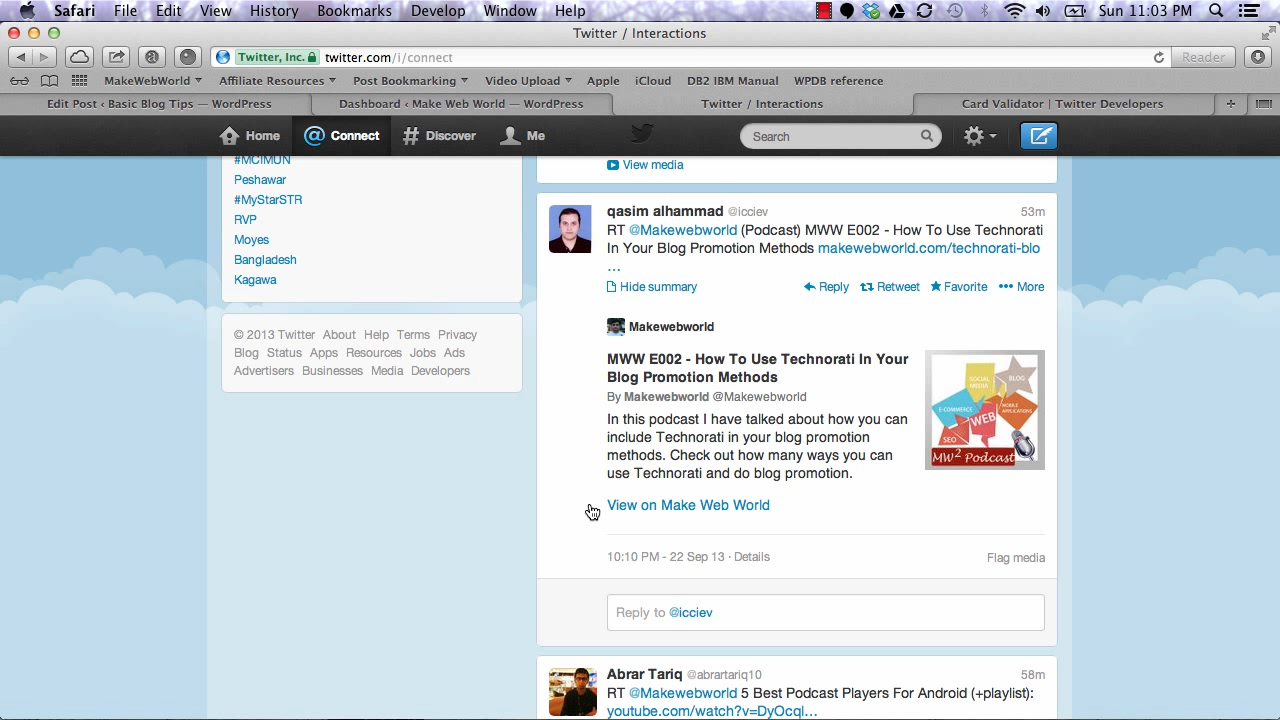 Safari File Edit View History Bookmarks Develop Window Help Sun 11:03 PM
Twitter / Interactions
Twitter, Inc. twitter.com/i/connect Reader
MakeWebWorld Affiliate Resources Post Bookmarking Video Upload Apple iCloud DB2 IBM Manual WPDB reference
Edit Post ‹ Basic Blog Tips — WordPress Dashboard ‹ Make Web World — WordPress Twitter / Interactions Card Validator | Twitter Developers
Home Connect Discover Me Search
#MCIMUN
Peshawar
#MyStarSTR
RVP
Moyes
Bangladesh
Kagawa
© 2013 Twitter About Help Terms Privacy
Blog Status Apps Resources Jobs Ads
Advertisers Businesses Media Developers
View media
qasim alhammad @icciev 53m
RT @Makewebworld (Podcast) MWW E002 - How To Use Technorati
In Your Blog Promotion Methods makewebworld.com/technorati-blo
...
Hide summary Reply Retweet Favorite More
Makewebworld
MWW E002 - How To Use Technorati In Your
Blog Promotion Methods
By Makewebworld @Makewebworld
In this podcast I have talked about how you can
include Technorati in your blog promotion
methods. Check out how many ways you can
use Technorati and do blog promotion.
SOCIAL
MEDIA
BLOG
E-COMMERCE
MOBILE
APPLICATIONS
WEB
SEO
MW² Podcast
View on Make Web World
10:10 PM - 22 Sep 13 · Details Flag media
Reply to @icciev
Abrar Tariq @abrartariq10 58m
RT @Makewebworld 5 Best Podcast Players For Android (+playlist):
youtube.com/watch?v=DyOcql...